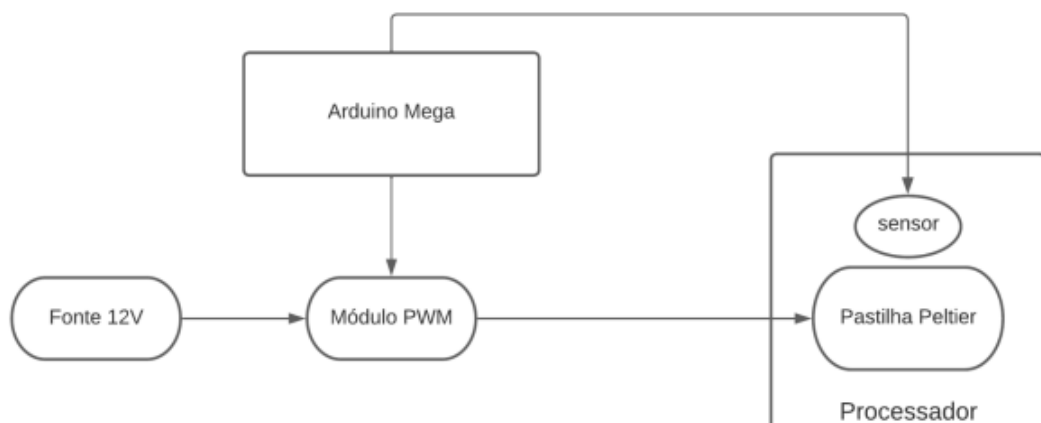 Arduino Mega
sensor
Fonte 12V
Módulo PWM
Pastilha Peltier
Processador